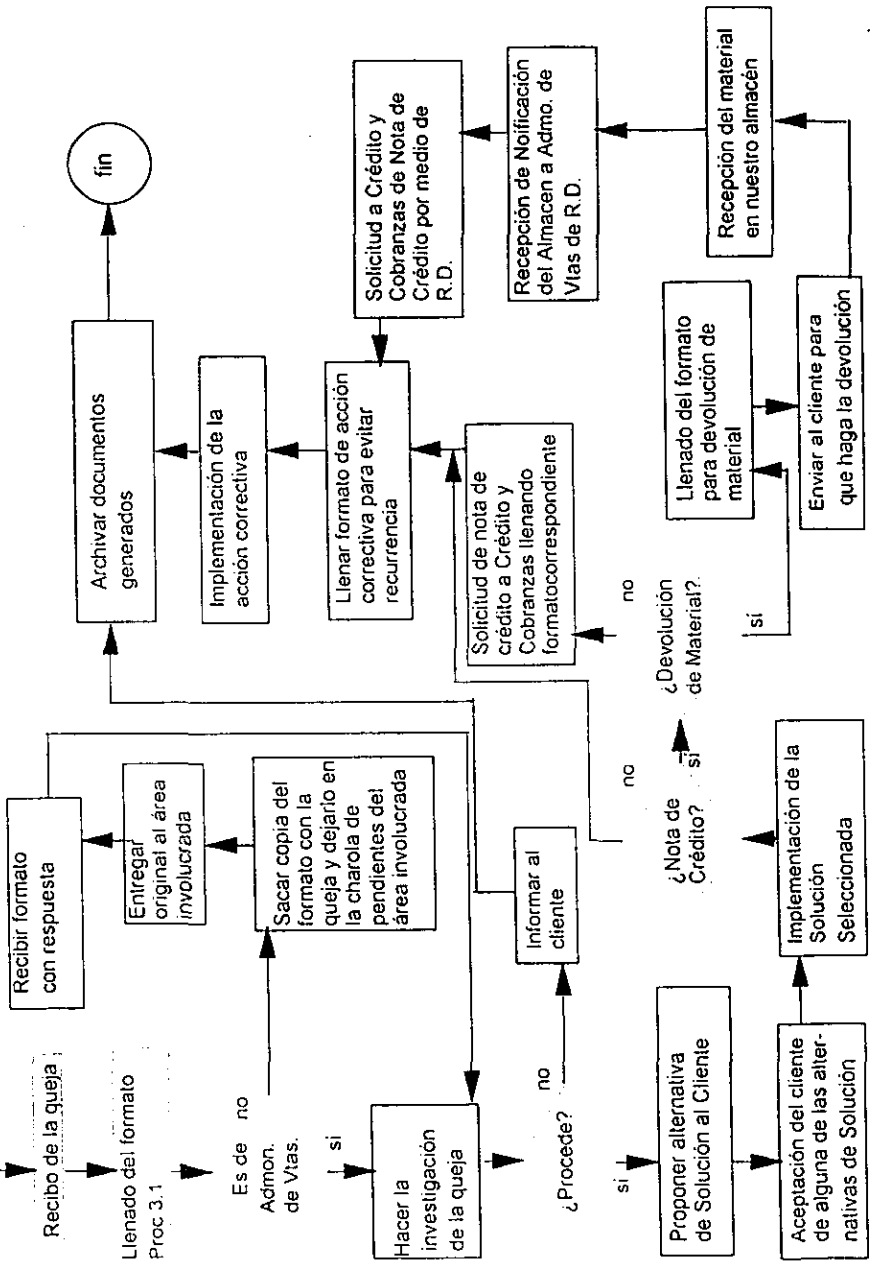 Recibo de la queja
Llenado del formato
Proc 3.1
Es de
Admon.
de Vtas.
no
si
Sacar copia del
formato con la
queja y dejarlo en
la charola de
pendientes del
área involucrada
Entregar
original al área
involucrada
Recibir formato
con respuesta
Hacer la
investigación
de la queja
¿Procede?
no
si
Informar al
cliente
Proponer alternativa
de Solución al Cliente
Aceptación del cliente
de alguna de las alter-
nativas de Solución
Implementación de la
Solución
Seleccionada
¿Nota de
Crédito?
no
si
¿Devolución
de Material?
no
sí
Solicitud de nota de
crédito a Crédito y
Cobranzas llenando
formatocorrespondiente
Llenado del formato
para devolución de
material
Enviar al cliente para
que haga la devolución
Recepción del material
en nuestro almacén
Recepción de Noificación
del Almacen a Admo. de
Vtas de R.D.
Solicitud a Crédito y
Cobranzas de Nota de
Crédito por medio de
R.D.
Llenar formato de acción
correctiva para evitar
recurrencia
Implementación de la
acción correctiva
Archivar documentos
generados
fin